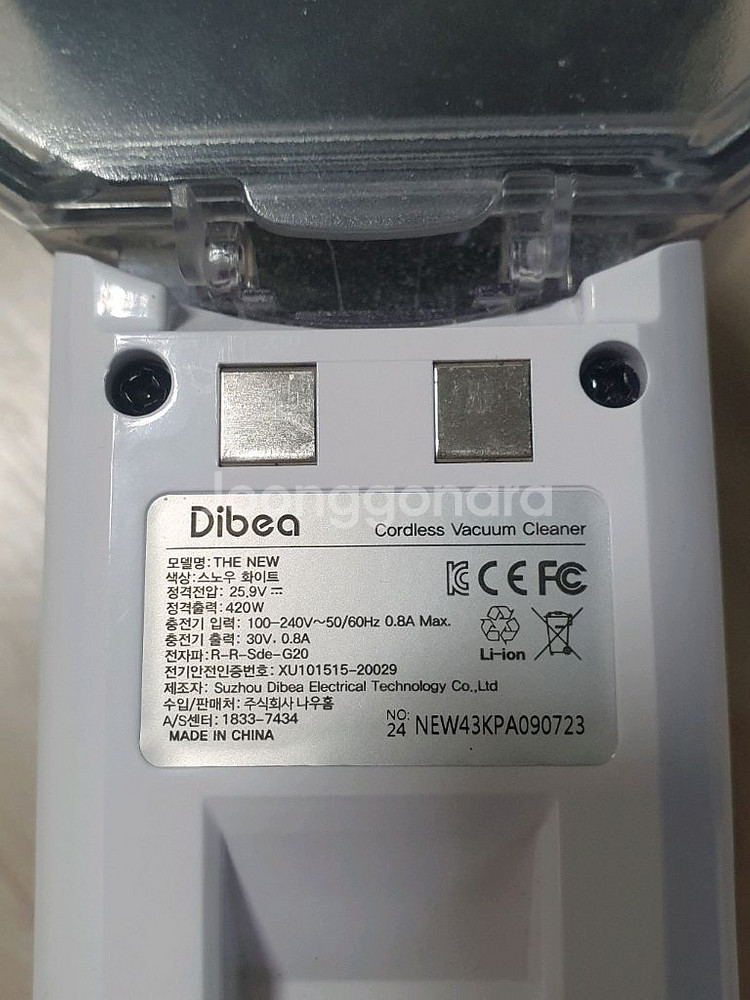 joonggonara
Dibea
Cordless Vacuum Cleaner
모델명: THE NEW
색상: 스노우 화이트
정격전압: 25.9V
정격출력: 420W
충전기 입력: 100-240V~50/60Hz 0.8A Max.
충전기 출력: 30V, 0.8A
전자파: R-R-Sde-G20
전기안전인증번호: XU101515-20029
제조자: Suzhou Dibea Electrical Technology Co.,Ltd
수입/판매처: 주식회사 나우홈
A/S센터: 1833-7434
MADE IN CHINA
KC CE FC
Li-ion
NO:
24 NEW43KPA090723